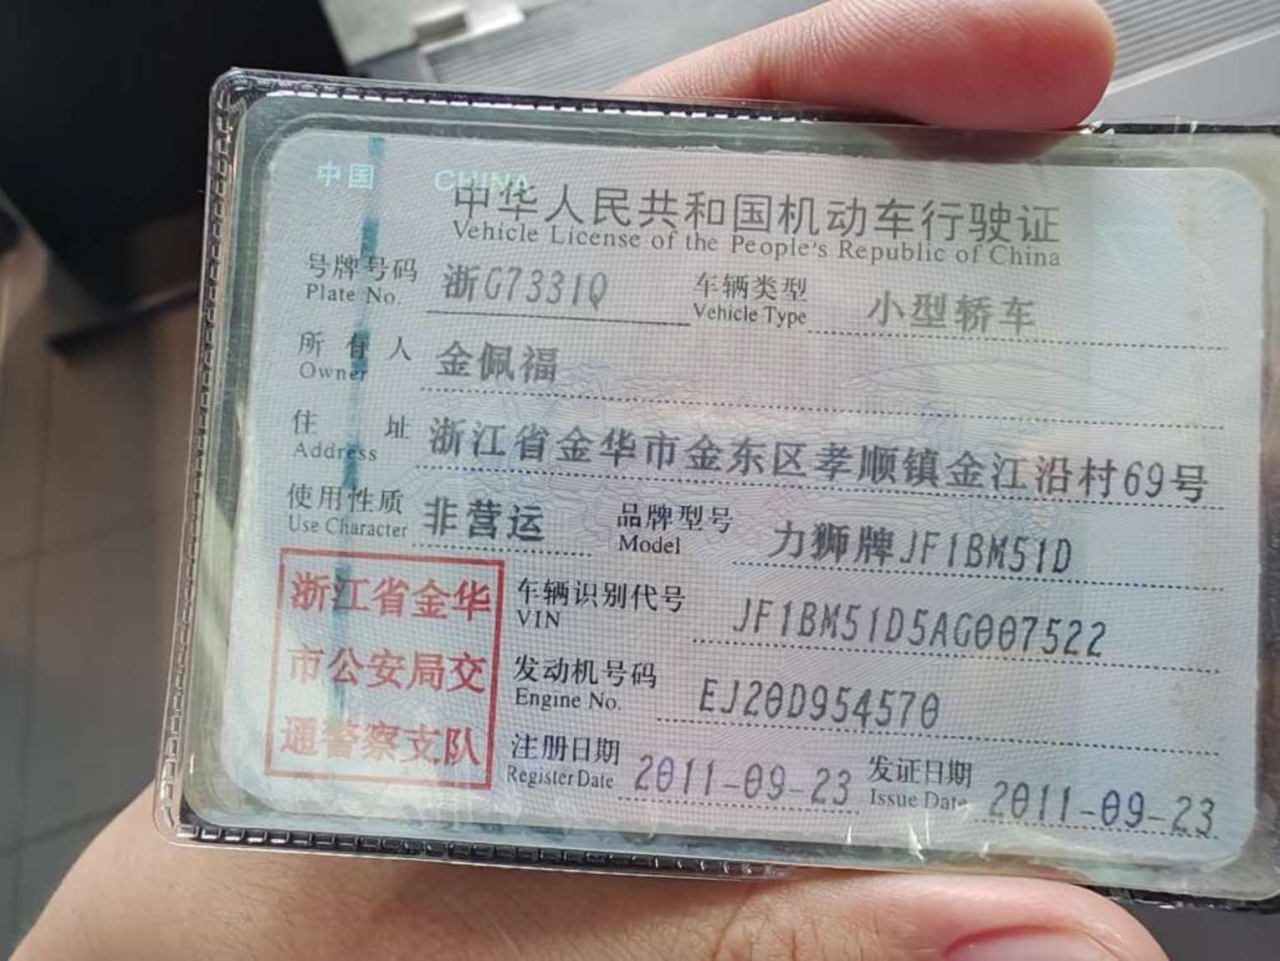 中国 CHINA
中华人民共和国机动车行驶证
Vehicle License of the People's Republic of China
号牌号码 浙G7331Q 车辆类型 小型轿车
Plate No. Vehicle Type
所有人 金佩福
Owner
住址 浙江省金华市金东区孝顺镇金江沿村69号
Address
使用性质 非营运 品牌型号 力狮牌JF1BM51D
Use Character Model
浙江省金华
市公安局交
通警察支队
车辆识别代号 JF1BM51D5AG007522
VIN
发动机号码 EJ20D954570
Engine No.
注册日期 2011-09-23 发证日期 2011-09-23
Register Date Issue Date